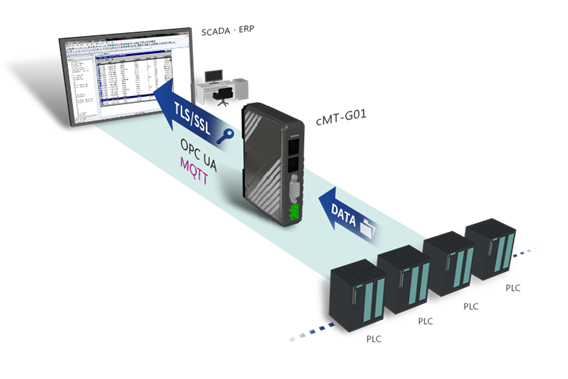 SCADA · ERP
cMT-G01
TLS/SSL
OPC UA
MQTT
DATA
PLC
PLC
PLC
PLC